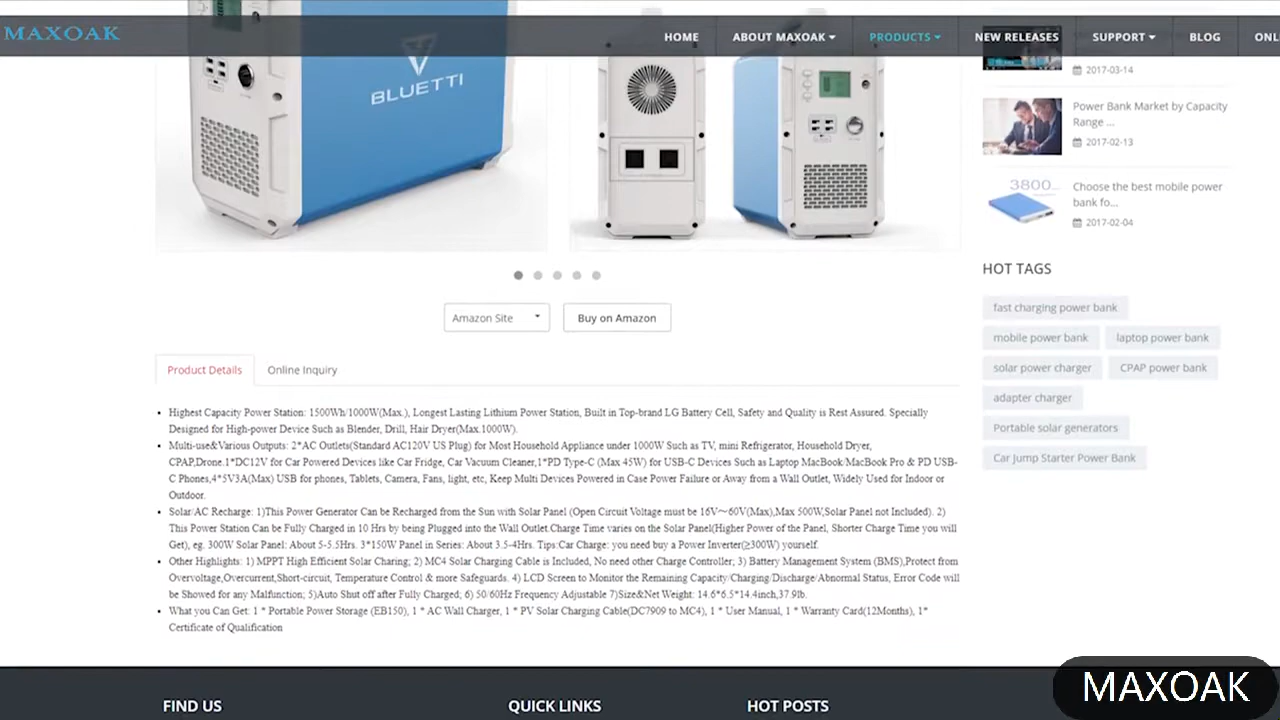 MAXOAK
HOME
ABOUT MAXOAK
PRODUCTS
NEW RELEASES
SUPPORT
BLOG
ONL
BLUETTI
2017-03-14
Power Bank Market by Capacity
Range ...
2017-02-13
3800
Choose the best mobile power
bank fo...
2017-02-04
HOT TAGS
fast charging power bank
mobile power bank
laptop power bank
solar power charger
CPAP power bank
adapter charger
Portable solar generators
Car Jump Starter Power Bank
Amazon Site
Buy on Amazon
Product Details
Online Inquiry
Highest Capacity Power Station: 1500Wh/1000W(Max.), Longest Lasting Lithium Power Station, Built in Top-brand LG Battery Cell, Safety and Quality is Rest Assured. Specially
Designed for High-power Device Such as Blender, Drill, Hair Dryer(Max.1000W).
Multi-use&Various Outputs: 2*AC Outlets(Standard AC120V US Plug) for Most Household Appliance under 1000W Such as TV, mini Refrigerator, Household Dryer,
CPAP,Drone.1*DC12V for Car Powered Devices like Car Fridge, Car Vacuum Cleaner,1*PD Type-C (Max 45W) for USB-C Devices Such as Laptop MacBook/MacBook Pro & PD USB-
C Phones,4*5V3A(Max) USB for phones, Tablets, Camera, Fans, light, etc, Keep Multi Devices Powered in Case Power Failure or Away from a Wall Outlet, Widely Used for Indoor or
Outdoor.
Solar/AC Recharge: 1)This Power Generator Can be Recharged from the Sun with Solar Panel (Open Circuit Voltage must be 16V～60V(Max),Max 500W,Solar Panel not Included). 2)
This Power Station Can be Fully Charged in 10 Hrs by being Plugged into the Wall Outlet.Charge Time varies on the Solar Panel(Higher Power of the Panel, Shorter Charge Time you will
Get), eg. 300W Solar Panel: About 5-5.5Hrs. 3*150W Panel in Series: About 3.5-4Hrs. Tips:Car Charge: you need buy a Power Inverter(≥300W) yourself.
Other Highlights: 1) MPPT High Efficient Solar Charing; 2) MC4 Solar Charging Cable is Included, No need other Charge Controller; 3) Battery Management System (BMS),Protect from
Overvoltage,Overcurrent,Short-circuit, Temperature Control & more Safeguards. 4) LCD Screen to Monitor the Remaining Capacity/Charging/Discharge/Abnormal Status, Error Code will
be Showed for any Malfunction; 5)Auto Shut off after Fully Charged; 6) 50/60Hz Frequency Adjustable 7)Size&Net Weight: 14.6*6.5*14.4inch,37.9lb.
What you Can Get: 1 * Portable Power Storage (EB150), 1 * AC Wall Charger, 1 * PV Solar Charging Cable(DC7909 to MC4), 1 * User Manual, 1 * Warranty Card(12Months), 1*
Certificate of Qualification
FIND US
QUICK LINKS
HOT POSTS
MAXOAK